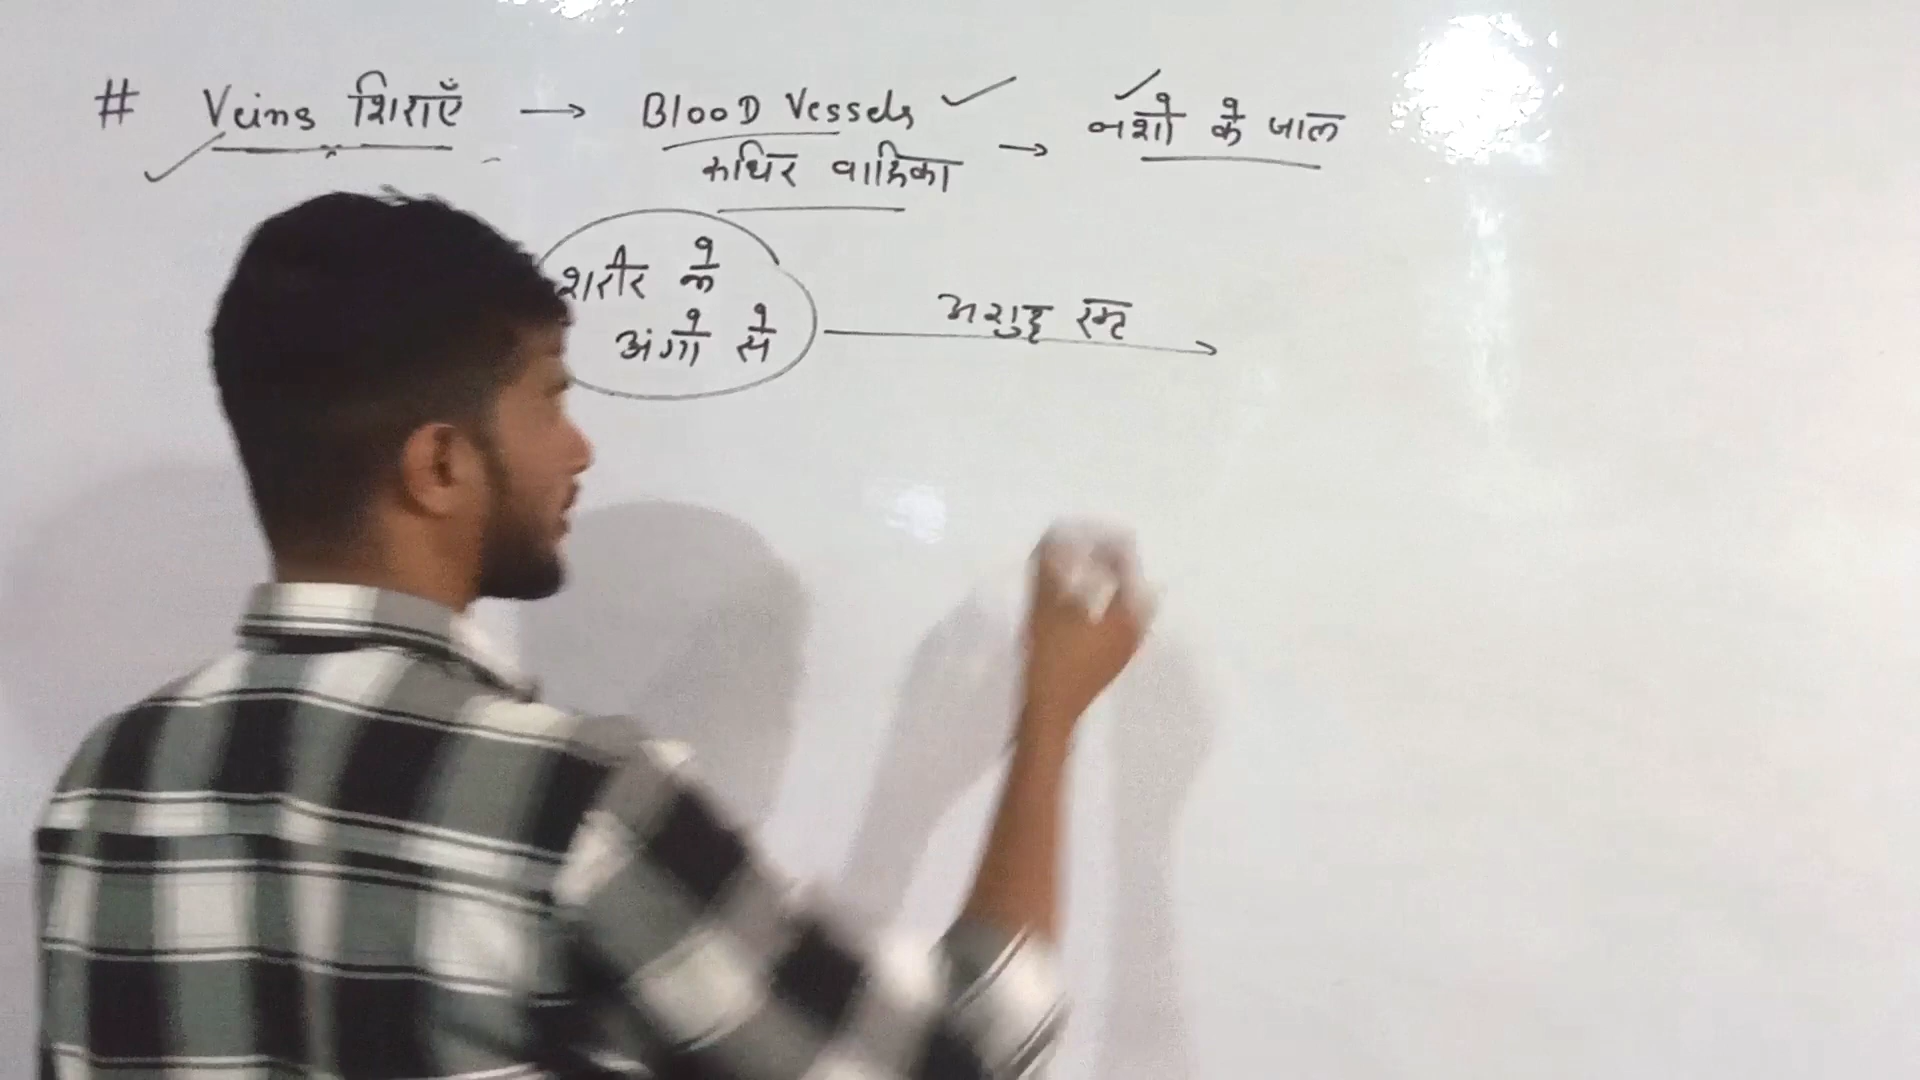 # Veins शिराएँ → BlooD Vessels ✓ → नशों के जाल
रुधिर वाहिका
शरीर के
अंगों से
अशुद्ध रक्त